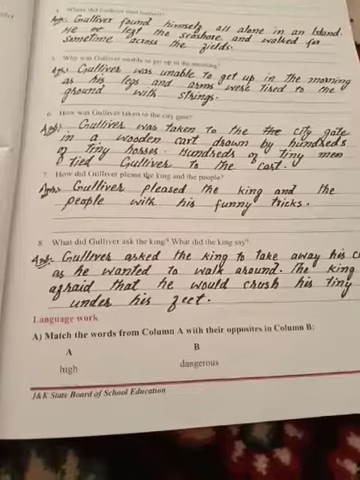 4. Where did Gulliver find himself?
Ans: Gulliver found himself all alone in an Island.
He left the seashore and walked for
sometime across the fields.
5. Why was Gulliver unable to get up in the morning?
Ans: Gulliver was unable to get up in the morning
as his legs and arms were tired to the
ground with strings.
6. How was Gulliver taken to the city gate?
Ans: Gulliver was taken to the the city gate
in a wooden cart drawn by hundreds
of tiny horses. Hundreds of tiny men
tied Gulliver to the cart.
7. How did Gulliver please the king and the people?
Ans: Gulliver pleased the king and the
people with his funny tricks.
8. What did Gulliver ask the king? What did the king say?
Ans: Gulliver asked the king to take away his
as he wanted to walk around. The king
afraid that he would crush his tiny
under his feet.
Language work
A) Match the words from Column A with their opposites in Column B:
A B
high dangerous
J&K State Board of School Education